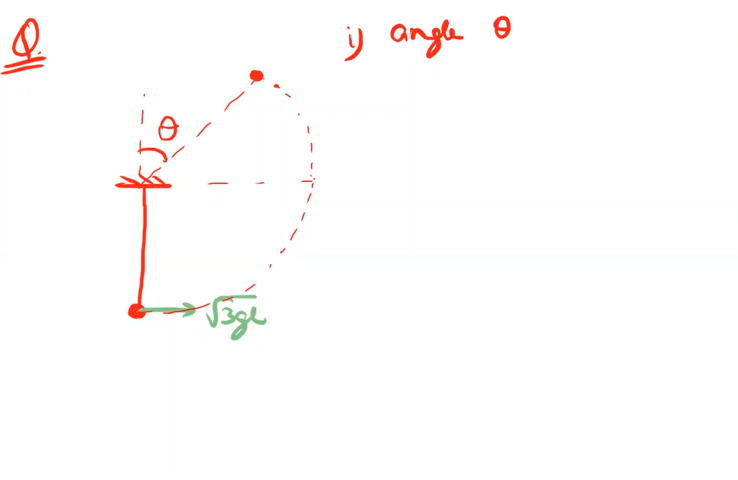 Q.
i) angle θ
θ
√3gl